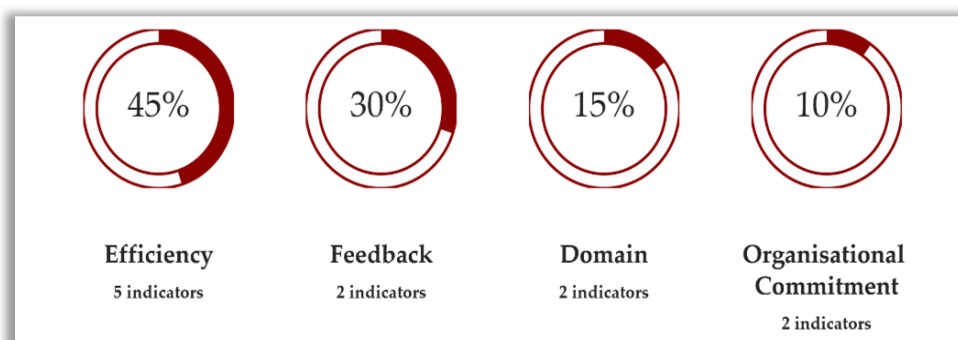 45%
30%
15%
10%
Efficiency
5 indicators
Feedback
2 indicators
Domain
2 indicators
Organisational
Commitment
2 indicators